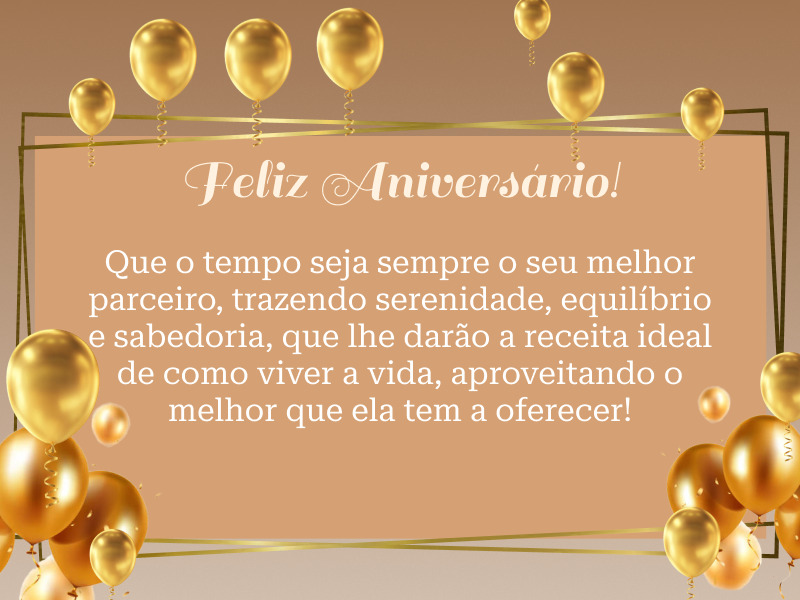 Feliz Aniversário!
Que o tempo seja sempre o seu melhor
parceiro, trazendo serenidade, equilíbrio
e sabedoria, que lhe darão a receita ideal
de como viver a vida, aproveitando o
melhor que ela tem a oferecer!